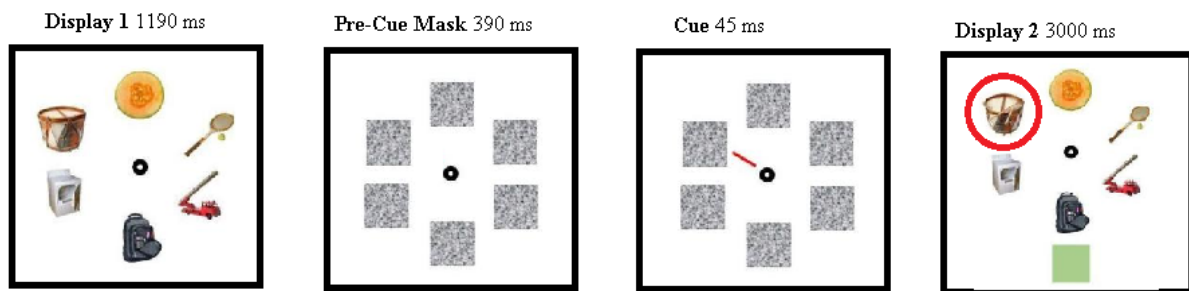 Display 1 1190 ms
Pre-Cue Mask 390 ms
Cue 45 ms
Display 2 3000 ms